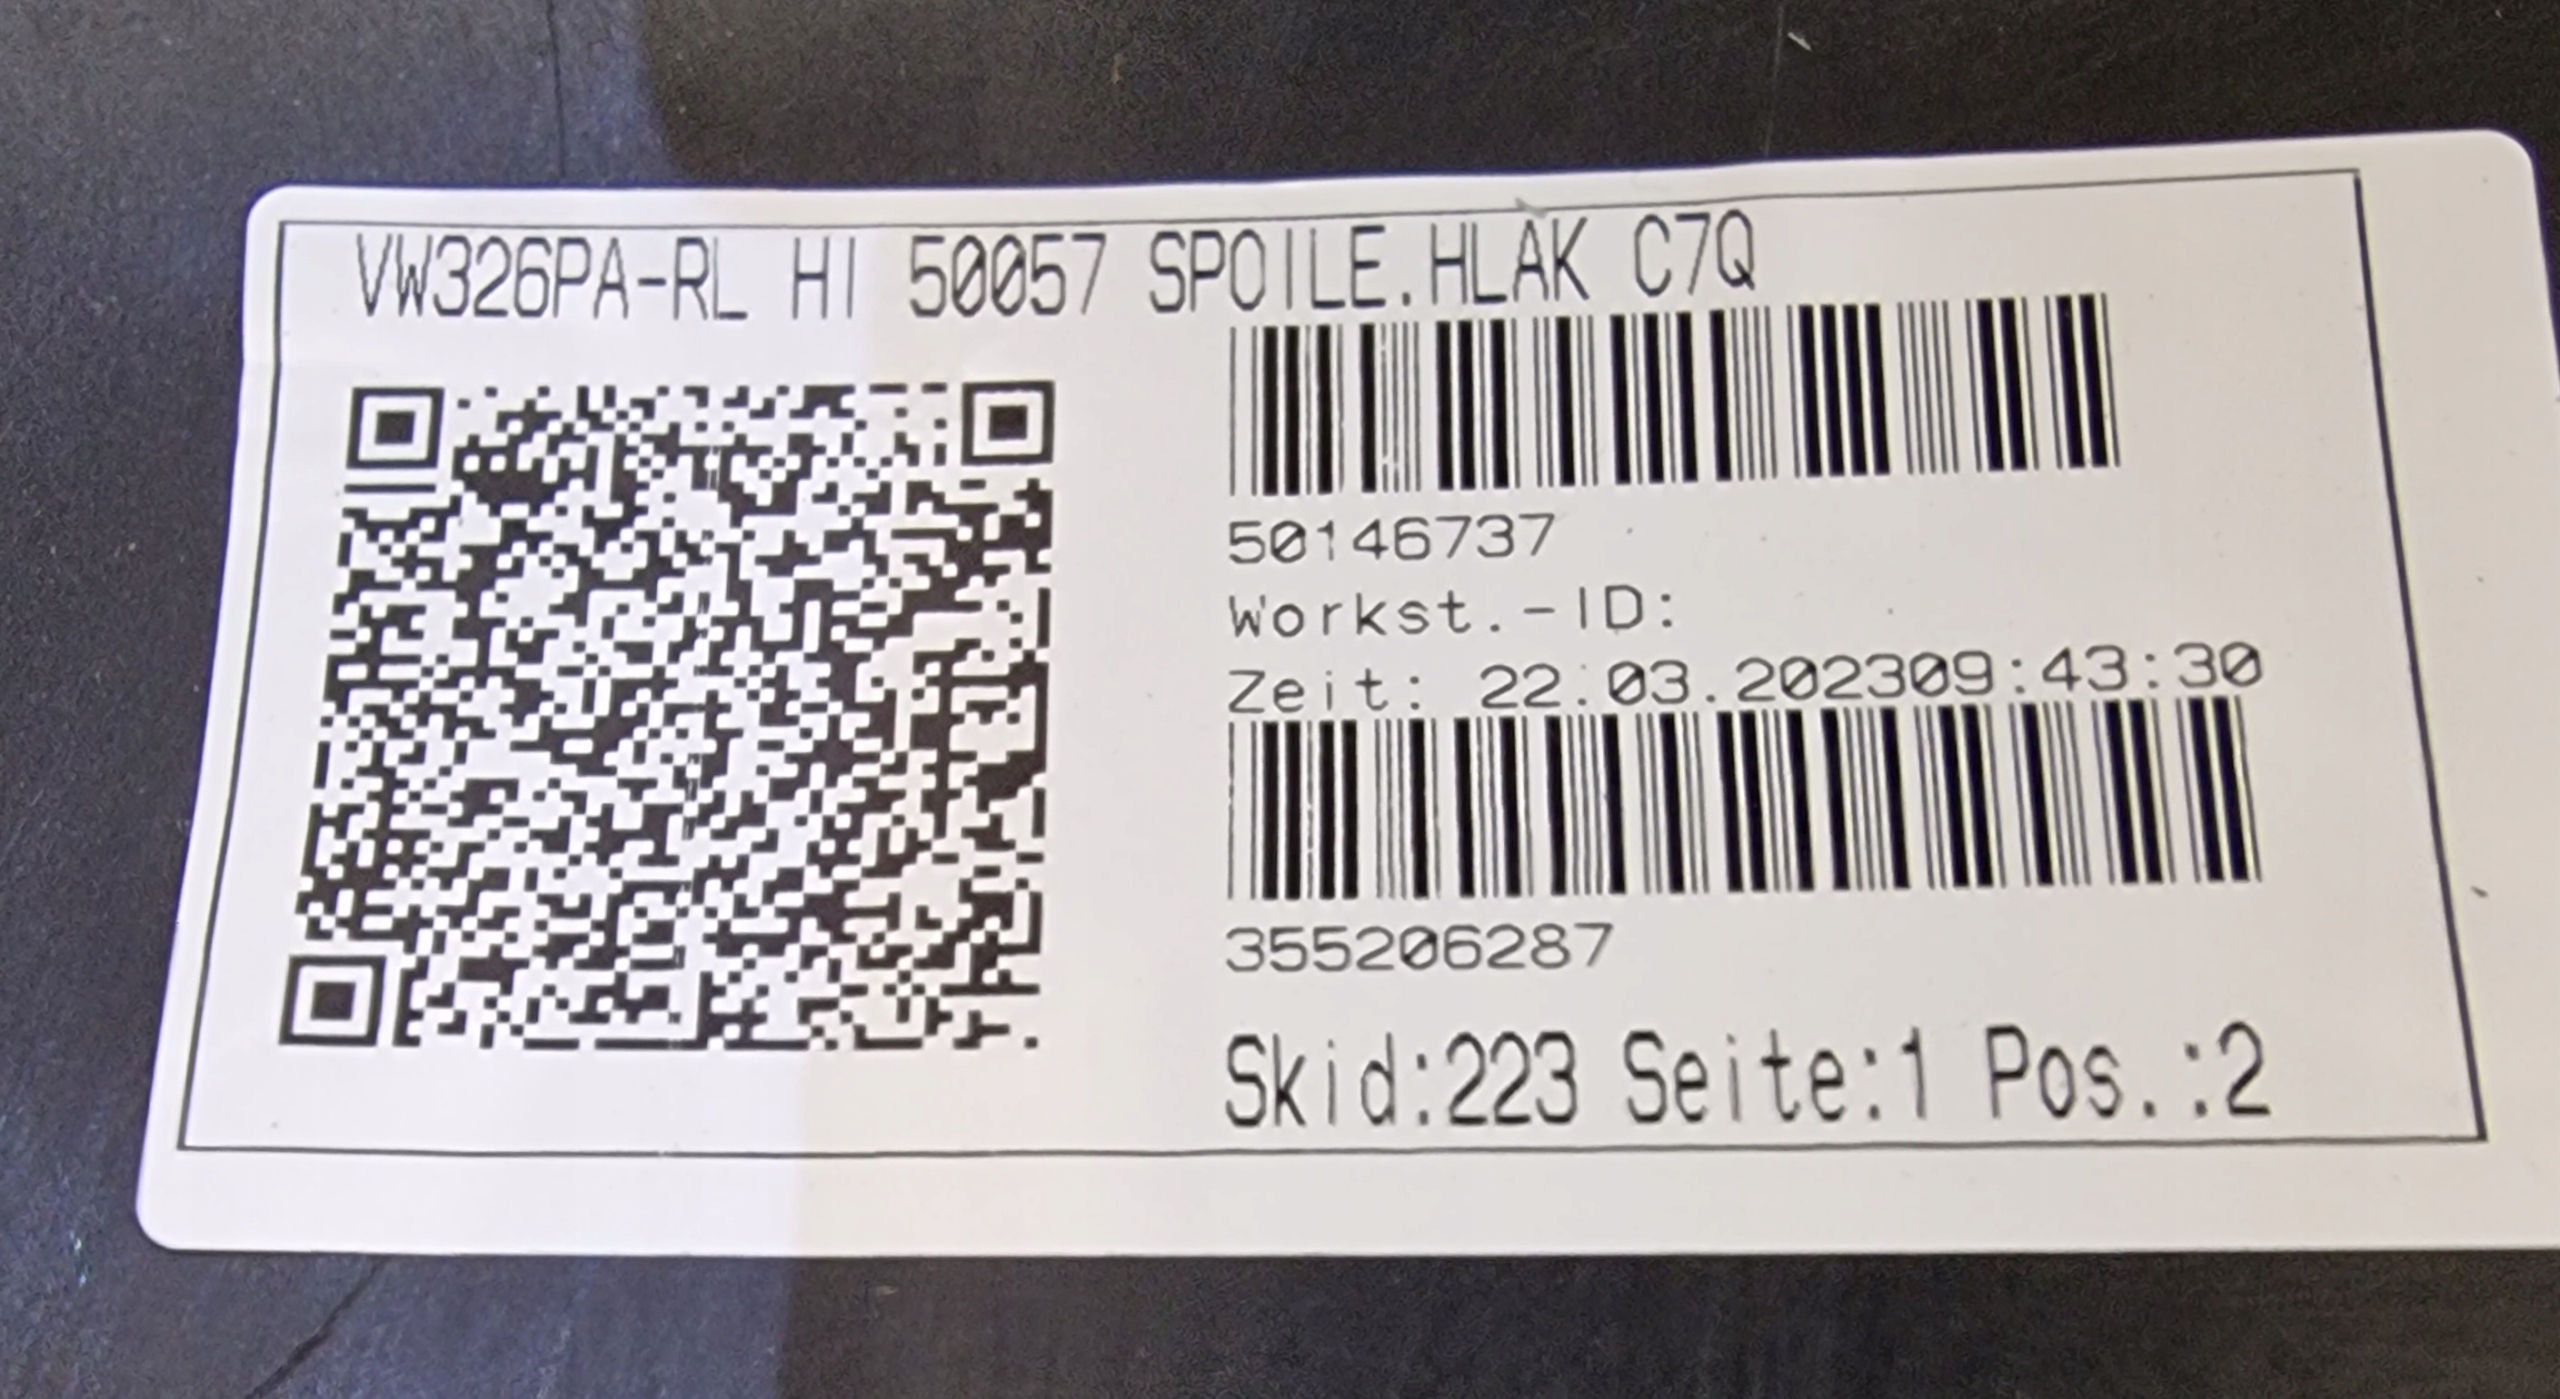 VW326PA-RL HI 50057 SPOILE.HLAK C7Q
50146737
Workst.-ID:
Zeit: 22.03.202309:43:30
355206287
Skid:223 Seite:1 Pos.:2